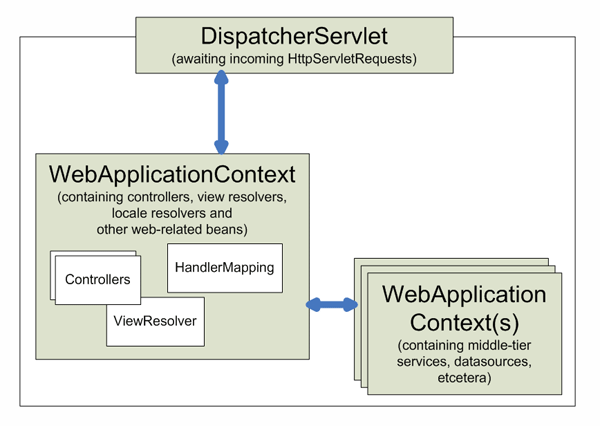 DispatcherServlet
(awaiting incoming HttpServletRequests)
WebApplicationContext
(containing controllers, view resolvers,
locale resolvers and
other web-related beans)
HandlerMapping
Controllers
ViewResolver
WebApplication
Context(s)
(containing middle-tier
services, datasources,
etcetera)